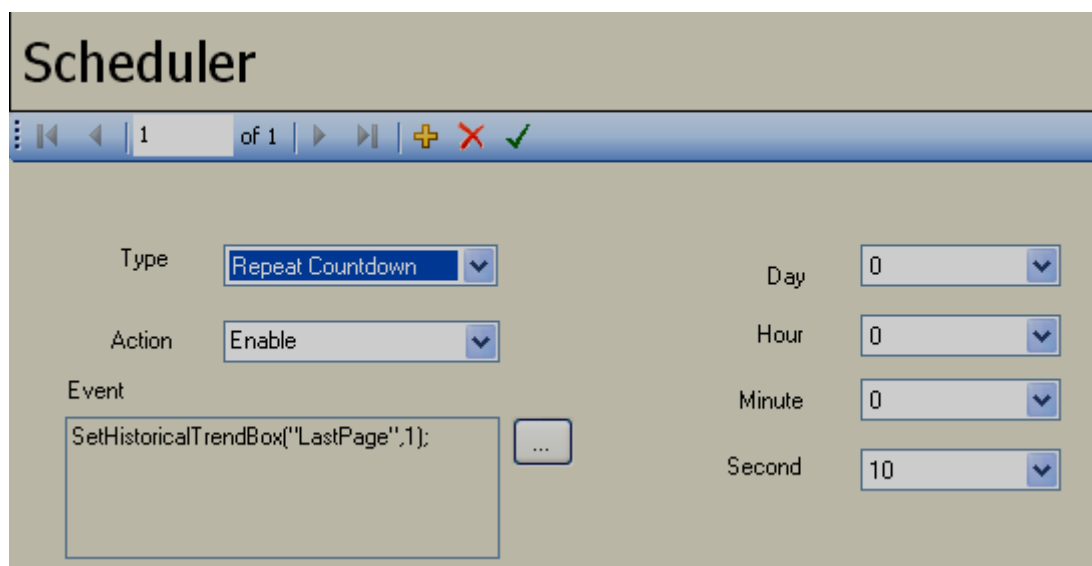 Scheduler
1 of 1
Type Repeat Countdown
Day 0
Action Enable
Hour 0
Event
Minute 0
SetHistoricalTrendBox("LastPage",1);
...
Second 10